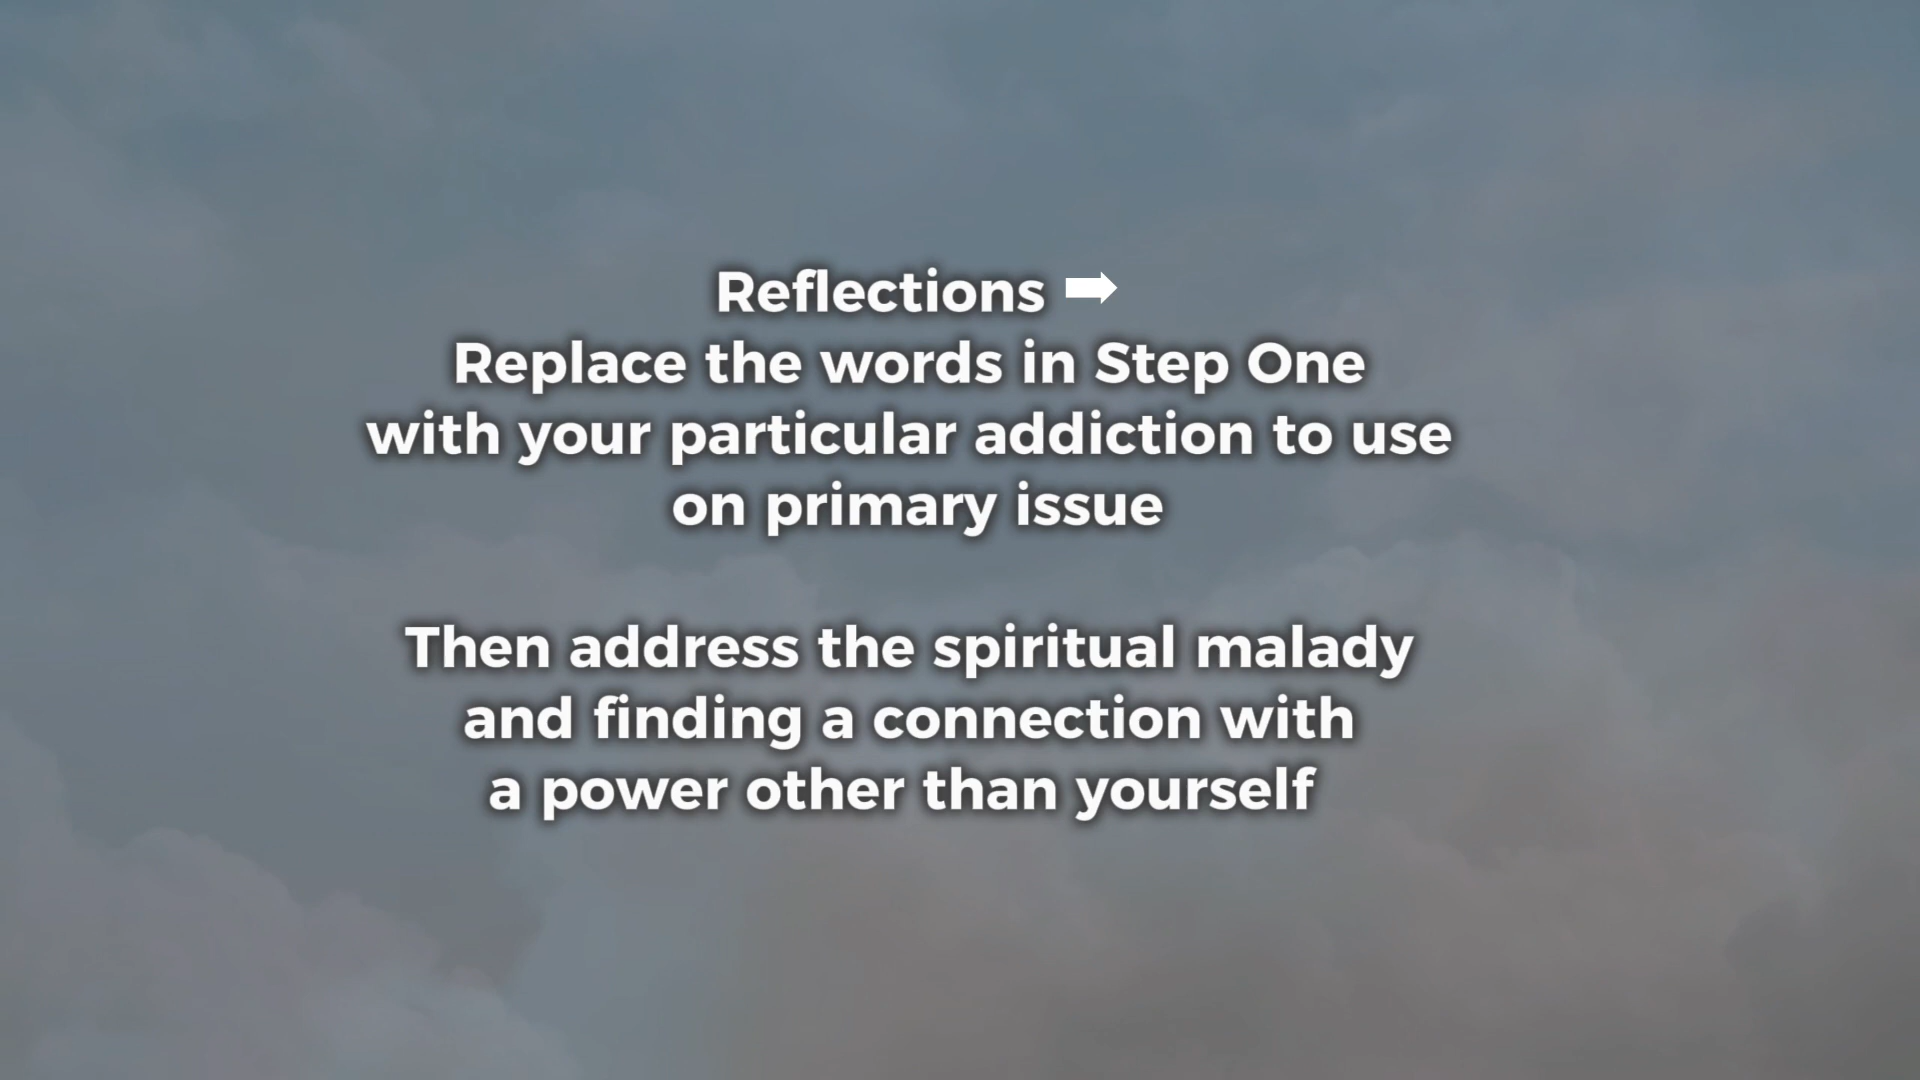 Reflections ➡
Replace the words in Step One
with your particular addiction to use
on primary issue
Then address the spiritual malady
and finding a connection with
a power other than yourself